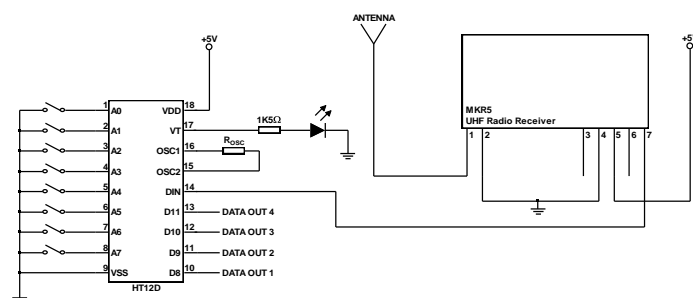 ANTENNA
+5V
+5
MKR5
UHF Radio Receiver
1 2 3 4 5 6 7
1 A0 VDD 18
2 A1 VT 17
1K5Ω
3 A2 OSC1 16
ROSC
4 A3 OSC2 15
5 A4 DIN 14
6 A5 D11 13 DATA OUT 4
7 A6 D10 12 DATA OUT 3
8 A7 D9 11 DATA OUT 2
9 VSS D8 10 DATA OUT 1
HT12D